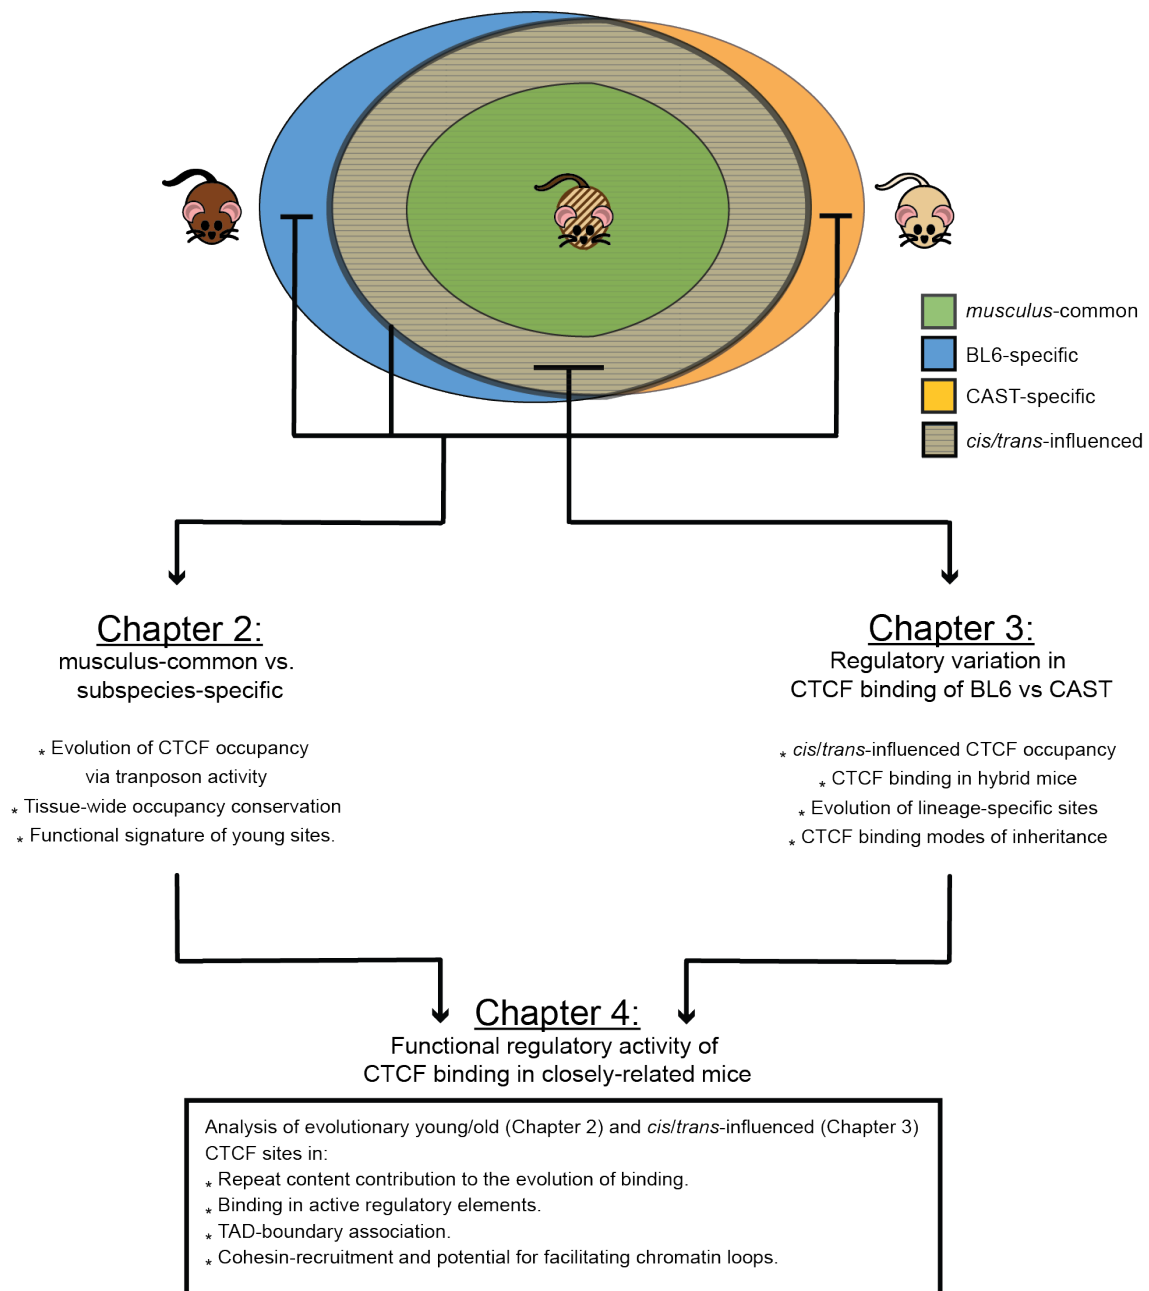 musculus-common
BL6-specific
CAST-specific
cis/trans-influenced
Chapter 2:
musculus-common vs.
subspecies-specific
* Evolution of CTCF occupancy
via tranposon activity
* Tissue-wide occupancy conservation
* Functional signature of young sites.
Chapter 3:
Regulatory variation in
CTCF binding of BL6 vs CAST
* cis/trans-influenced CTCF occupancy
* CTCF binding in hybrid mice
* Evolution of lineage-specific sites
* CTCF binding modes of inheritance
Chapter 4:
Functional regulatory activity of
CTCF binding in closely-related mice
Analysis of evolutionary young/old (Chapter 2) and cis/trans-influenced (Chapter 3)
CTCF sites in:
* Repeat content contribution to the evolution of binding.
* Binding in active regulatory elements.
* TAD-boundary association.
* Cohesin-recruitment and potential for facilitating chromatin loops.